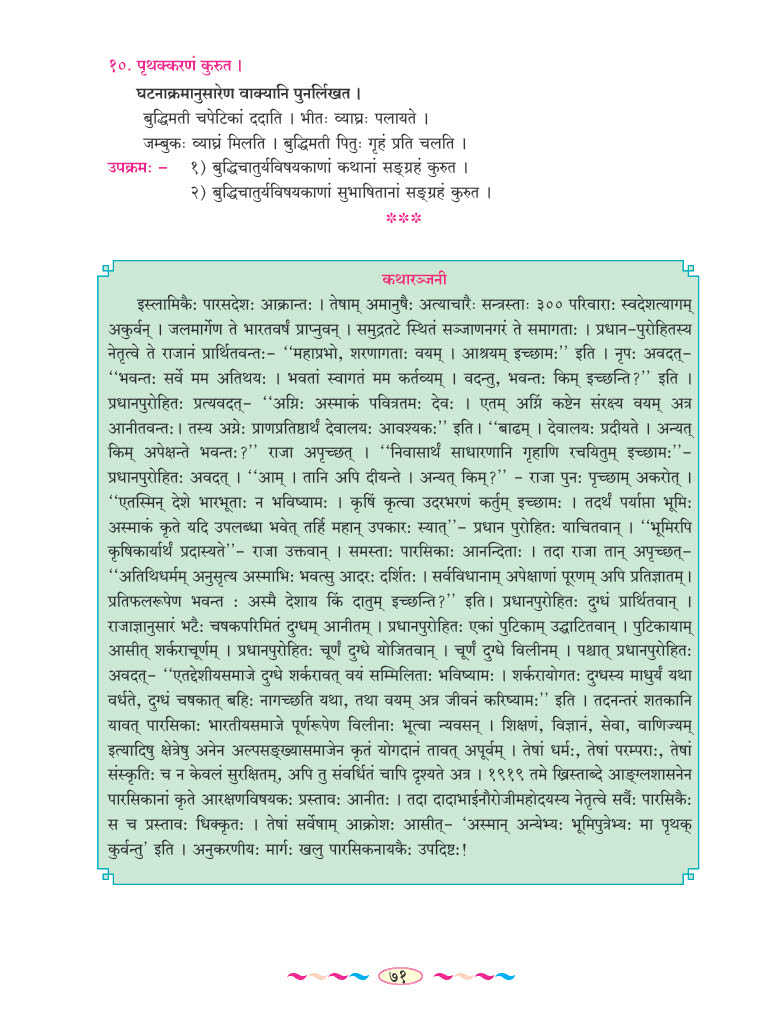 १०. पृथक्करणं कुरुत ।
घटनाक्रमानुसारेण वाक्यानि पुनर्लिखत ।
बुद्धिमती चपेटिकां ददाति । भीतः व्याघ्रः पलायते ।
जम्बुकः व्याघ्रं मिलति । बुद्धिमती पितुः गृहं प्रति चलति ।
उपक्रमः – १) बुद्धिचातुर्यविषयकाणां कथानां सङ्ग्रहं कुरुत ।
२) बुद्धिचातुर्यविषयकाणां सुभाषितानां सङ्ग्रहं कुरुत ।
***
कथारञ्जनी
इस्लामिकैः पारसदेशः आक्रान्तः । तेषाम् अमानुषैः अत्याचारैः सन्त्रस्ताः ३०० परिवाराः स्वदेशत्यागम्
अकुर्वन् । जलमार्गेण ते भारतवर्षं प्राप्नुवन् । समुद्रतटे स्थितं सञ्जाणनगरं ते समागताः । प्रधान-पुरोहितस्य
नेतृत्वे ते राजानं प्रार्थितवन्तः- “महाप्रभो, शरणागताः वयम् । आश्रयम् इच्छामः” इति । नृपः अवदत्-
“भवन्तः सर्वे मम अतिथयः । भवतां स्वागतं मम कर्तव्यम् । वदन्तु, भवन्तः किम् इच्छन्ति?” इति ।
प्रधानपुरोहितः प्रत्यवदत्- “अग्निः अस्माकं पवित्रतमः देवः । एतम् अग्निं कष्टेन संरक्ष्य वयम् अत्र
आनीतवन्तः। तस्य अग्नेः प्राणप्रतिष्ठार्थं देवालयः आवश्यकः” इति। “बाढम् । देवालयः प्रदीयते । अन्यत्
किम् अपेक्षन्ते भवन्तः?” राजा अपृच्छत् । “निवासार्थं साधारणानि गृहाणि रचयितुम् इच्छामः”-
प्रधानपुरोहितः अवदत् । “आम् । तानि अपि दीयन्ते । अन्यत् किम्?” - राजा पुनः पृच्छाम् अकरोत् ।
“एतस्मिन् देशे भारभूताः न भविष्यामः । कृषिं कृत्वा उदरभरणं कर्तुम् इच्छामः । तदर्थं पर्याप्ता भूमिः
अस्माकं कृते यदि उपलब्धा भवेत् तर्हि महान् उपकारः स्यात्”- प्रधान पुरोहितः याचितवान् । “भूमिरपि
कृषिकार्यार्थं प्रदास्यते”- राजा उक्तवान् । समस्ताः पारसिकाः आनन्दिताः । तदा राजा तान् अपृच्छत्-
“अतिथिधर्मम् अनुसृत्य अस्माभिः भवत्सु आदरः दर्शितः । सर्वविधानाम् अपेक्षाणां पूरणम् अपि प्रतिज्ञातम्।
प्रतिफलरूपेण भवन्त : अस्मै देशाय किं दातुम् इच्छन्ति?” इति। प्रधानपुरोहितः दुग्धं प्रार्थितवान् ।
राजाज्ञानुसारं भटैः चषकपरिमितं दुग्धम् आनीतम् । प्रधानपुरोहितः एकां पुटिकाम् उद्घाटितवान् । पुटिकायाम्
आसीत् शर्कराचूर्णम् । प्रधानपुरोहितः चूर्णं दुग्धे योजितवान् । चूर्णं दुग्धे विलीनम् । पश्चात् प्रधानपुरोहितः
अवदत्- “एतद्देशीयसमाजे दुग्धे शर्करावत् वयं सम्मिलिताः भविष्यामः । शर्करायोगतः दुग्धस्य माधुर्यं यथा
वर्धते, दुग्धं चषकात् बहिः नागच्छति यथा, तथा वयम् अत्र जीवनं करिष्यामः” इति । तदनन्तरं शतकानि
यावत् पारसिकाः भारतीयसमाजे पूर्णरूपेण विलीनाः भूत्वा न्यवसन् । शिक्षणं, विज्ञानं, सेवा, वाणिज्यम्
इत्यादिषु क्षेत्रेषु अनेन अल्पसङ्ख्यासमाजेन कृतं योगदानं तावत् अपूर्वम् । तेषां धर्मः, तेषां परम्पराः, तेषां
संस्कृतिः च न केवलं सुरक्षितम्, अपि तु संवर्धितं चापि दृश्यते अत्र । १९१९ तमे ख्रिस्ताब्दे आङ्ग्लशासनेन
पारसिकानां कृते आरक्षणविषयकः प्रस्तावः आनीतः । तदा दादाभाईनौरोजीमहोदयस्य नेतृत्वे सर्वैः पारसिकैः
स च प्रस्तावः धिक्कृतः । तेषां सर्वेषाम् आक्रोशः आसीत्- ‘अस्मान् अन्येभ्यः भूमिपुत्रेभ्यः मा पृथक्
कुर्वन्तु’ इति । अनुकरणीयः मार्गः खलु पारसिकनायकैः उपदिष्टः!
७१